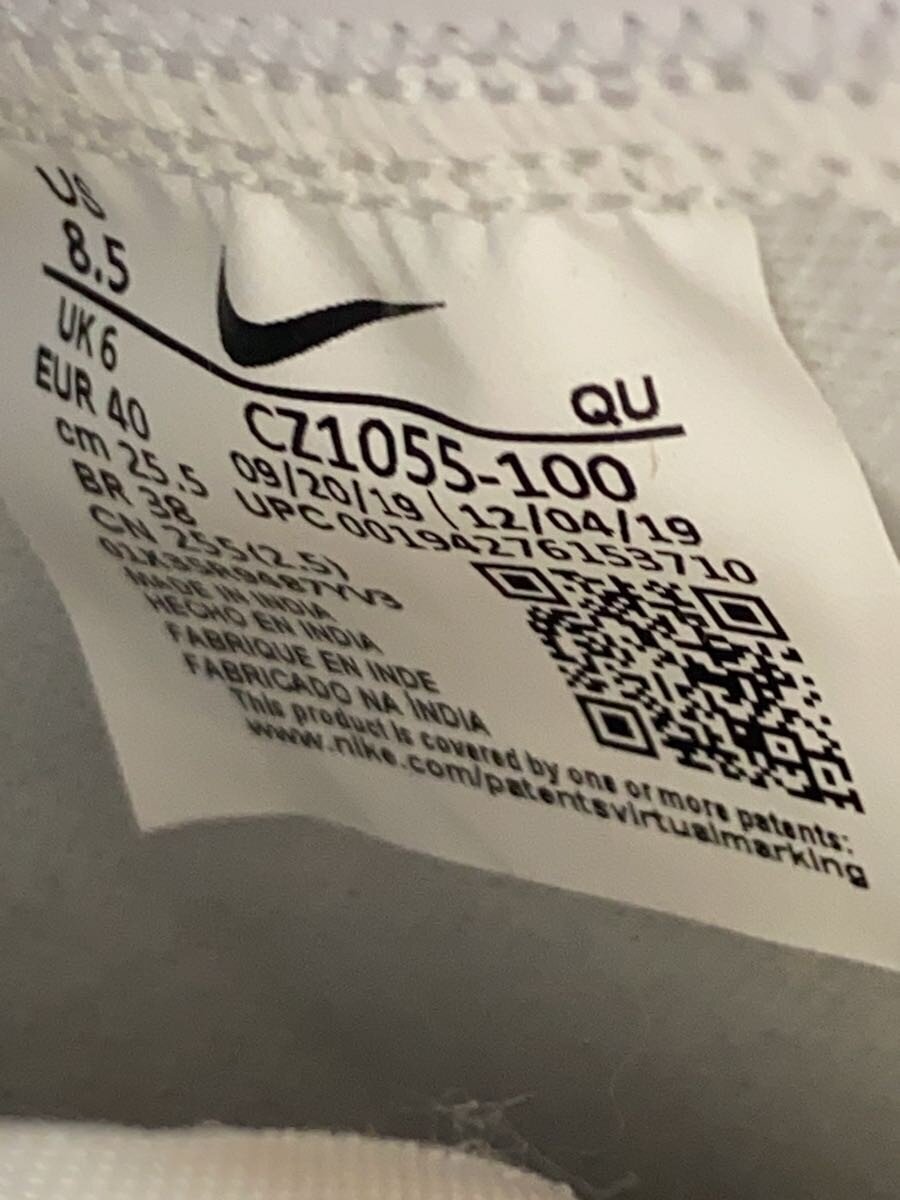 US
8.5
UK 6
EUR 40
cm 25.5
BR 38
CN 255(2.5)
QU
CZ1055-100
09/20/19 ( 12/04/19
UPC 00194276153710
MADE IN INDIA
HECHO EN INDIA
FABRIQUE EN INDE
FABRICADO NA ÍNDIA
This product is covered by one or more patents:
www.nike.com/patentsvirtualmarking